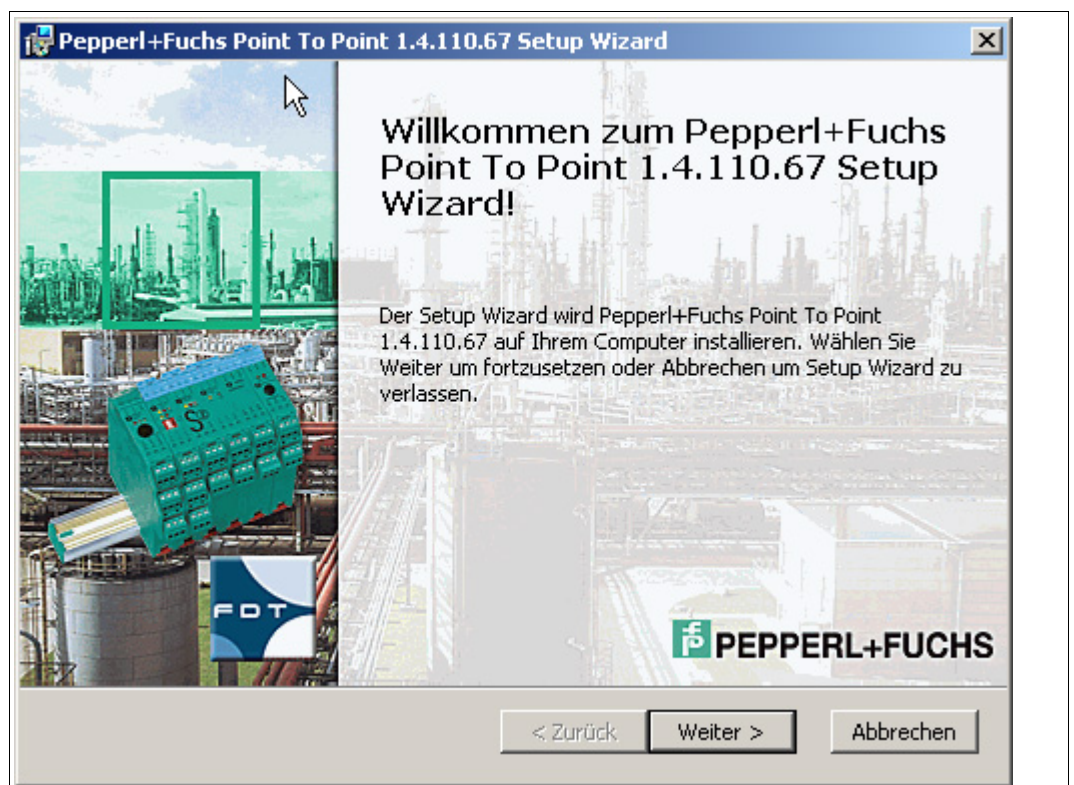 Pepperl+Fuchs Point To Point 1.4.110.67 Setup Wizard
Willkommen zum Pepperl+Fuchs
Point To Point 1.4.110.67 Setup
Wizard!
Der Setup Wizard wird Pepperl+Fuchs Point To Point
1.4.110.67 auf Ihrem Computer installieren. Wählen Sie
Weiter um fortzusetzen oder Abbrechen um Setup Wizard zu
verlassen.
FDT
PEPPERL+FUCHS
< Zurück
Weiter >
Abbrechen